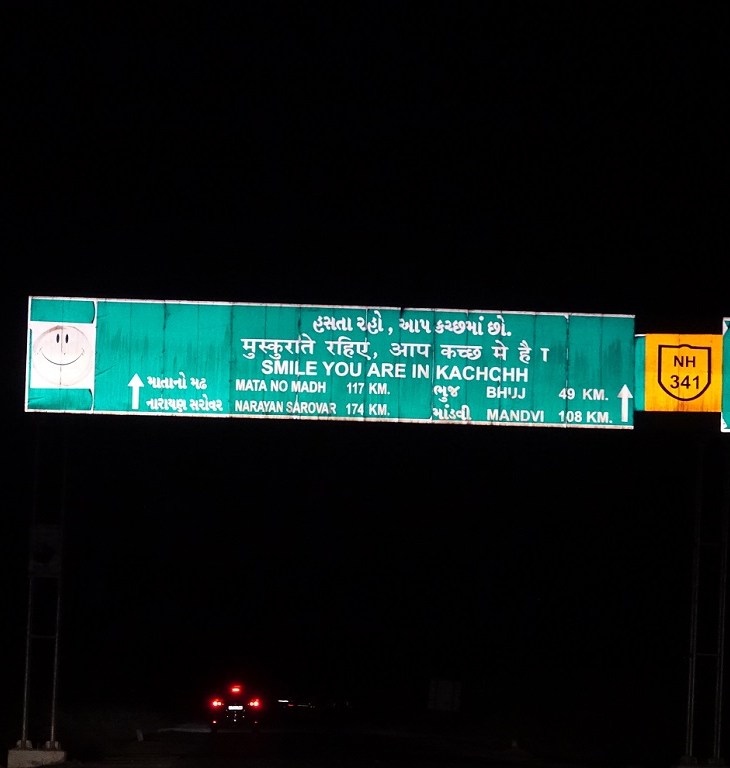 હસતા રહો, આપ કચ્છમાં છો.
मुस्कुराते रहिए, आप कच्छ मे है।
SMILE YOU ARE IN KACHCHH
માતાનો મઢ MATA NO MADH 117 KM. ભુજ BHUJ 49 KM.
નારાયણ સરોવર NARAYAN SAROVAR 174 KM. માંડવી MANDVI 108 KM.
NH
341